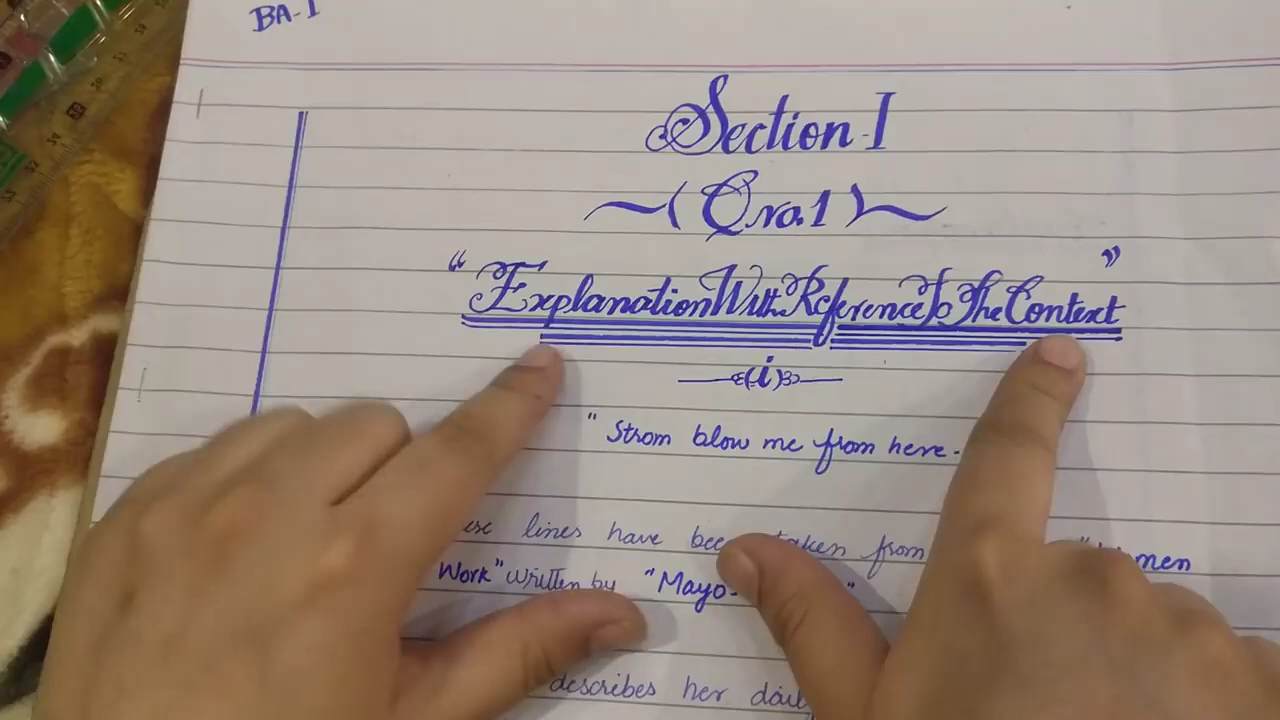 BA-I
Section-I
(Q no.1)
"Explanation With Reference To The Context"
(i)
"Strom blow me from here.
lines have been taken from
men
Work" written by "Mayo-
"
describes her